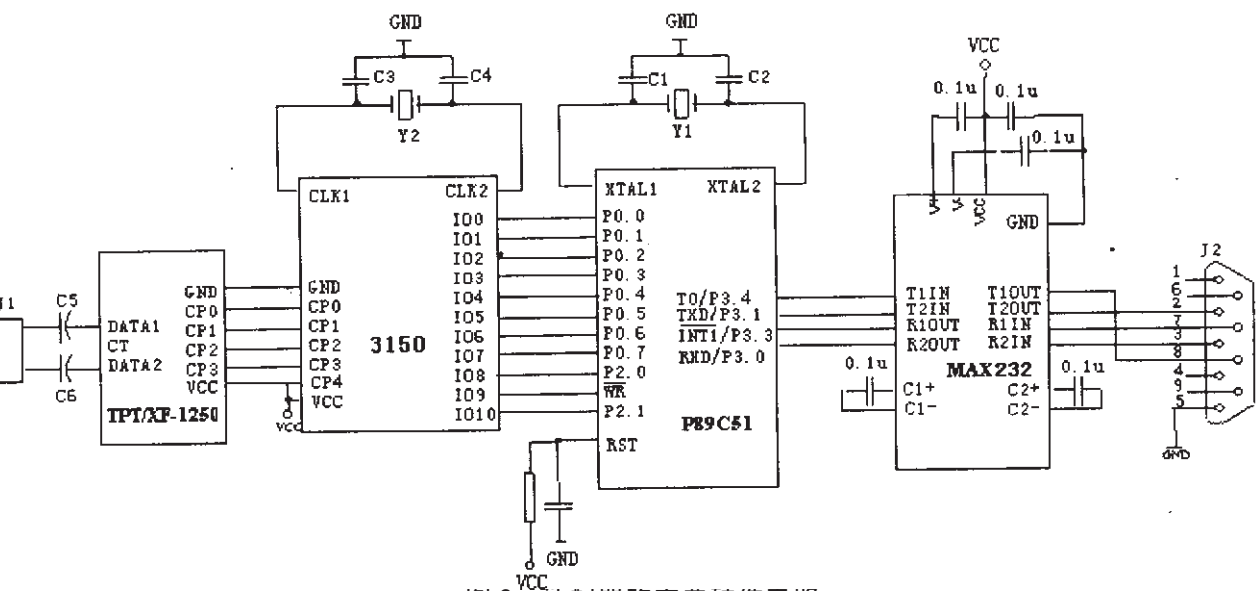 GND
C3
C4
Y2
GND
C1
C2
Y1
VCC
0.1u
0.1u
0.1u
CLK1
CLK2
IO0
IO1
IO2
IO3
IO4
IO5
IO6
IO7
IO8
IO9
IO10
GND
CP0
CP1
CP2
CP3
CP4
VCC
3150
VCC
C5
C6
DATA1
CT
DATA2
GND
CP0
CP1
CP2
CP3
VCC
TPT/XF-1250
XTAL1
XTAL2
P0.0
P0.1
P0.2
P0.3
P0.4
P0.5
P0.6
P0.7
P2.0
WR
P2.1
RST
T0/P3.4
TXD/P3.1
INT1/P3.3
RND/P3.0
P89C51
GND
VCC
V-
VCC
GND
T1IN
T2IN
R1OUT
R2OUT
T1OUT
T2OUT
R1IN
R2IN
MAX232
C1+
C1-
C2+
C2-
0.1u
0.1u
J2
1
6
2
7
3
8
4
9
5
GND